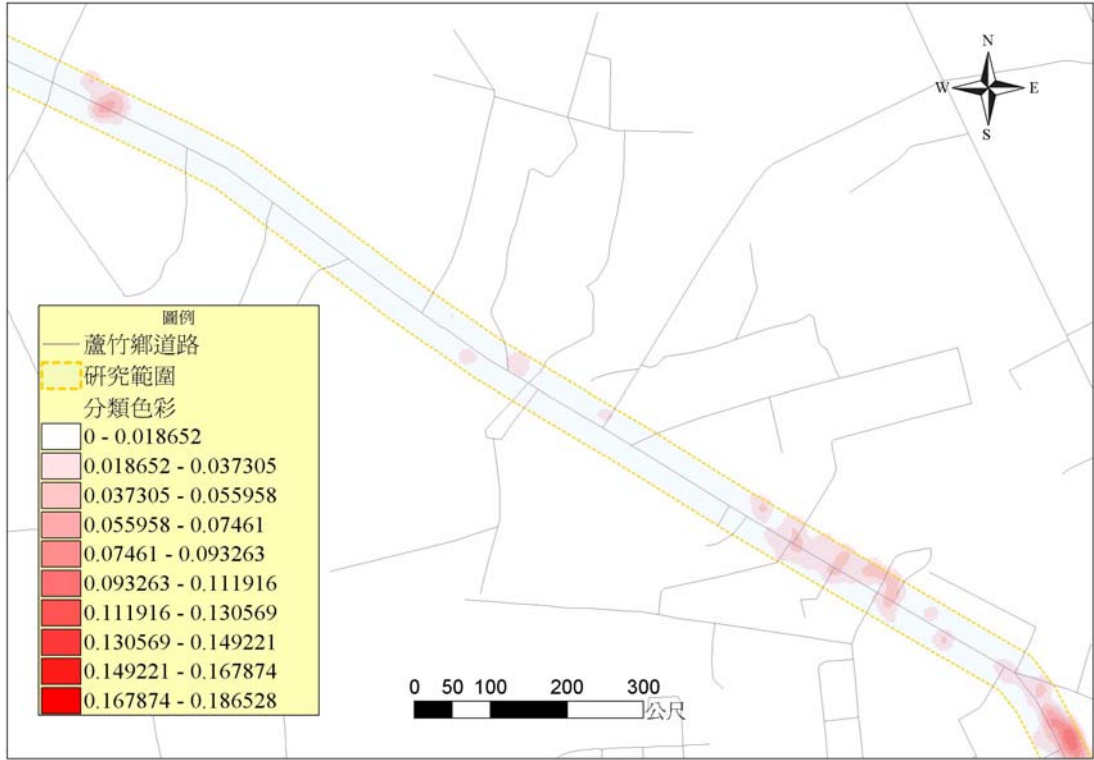 N
W
E
S
圖例
蘆竹鄉道路
研究範圍
分類色彩
0 - 0.018652
0.018652 - 0.037305
0.037305 - 0.055958
0.055958 - 0.07461
0.07461 - 0.093263
0.093263 - 0.111916
0.111916 - 0.130569
0.130569 - 0.149221
0.149221 - 0.167874
0.167874 - 0.186528
0 50 100 200 300
公尺